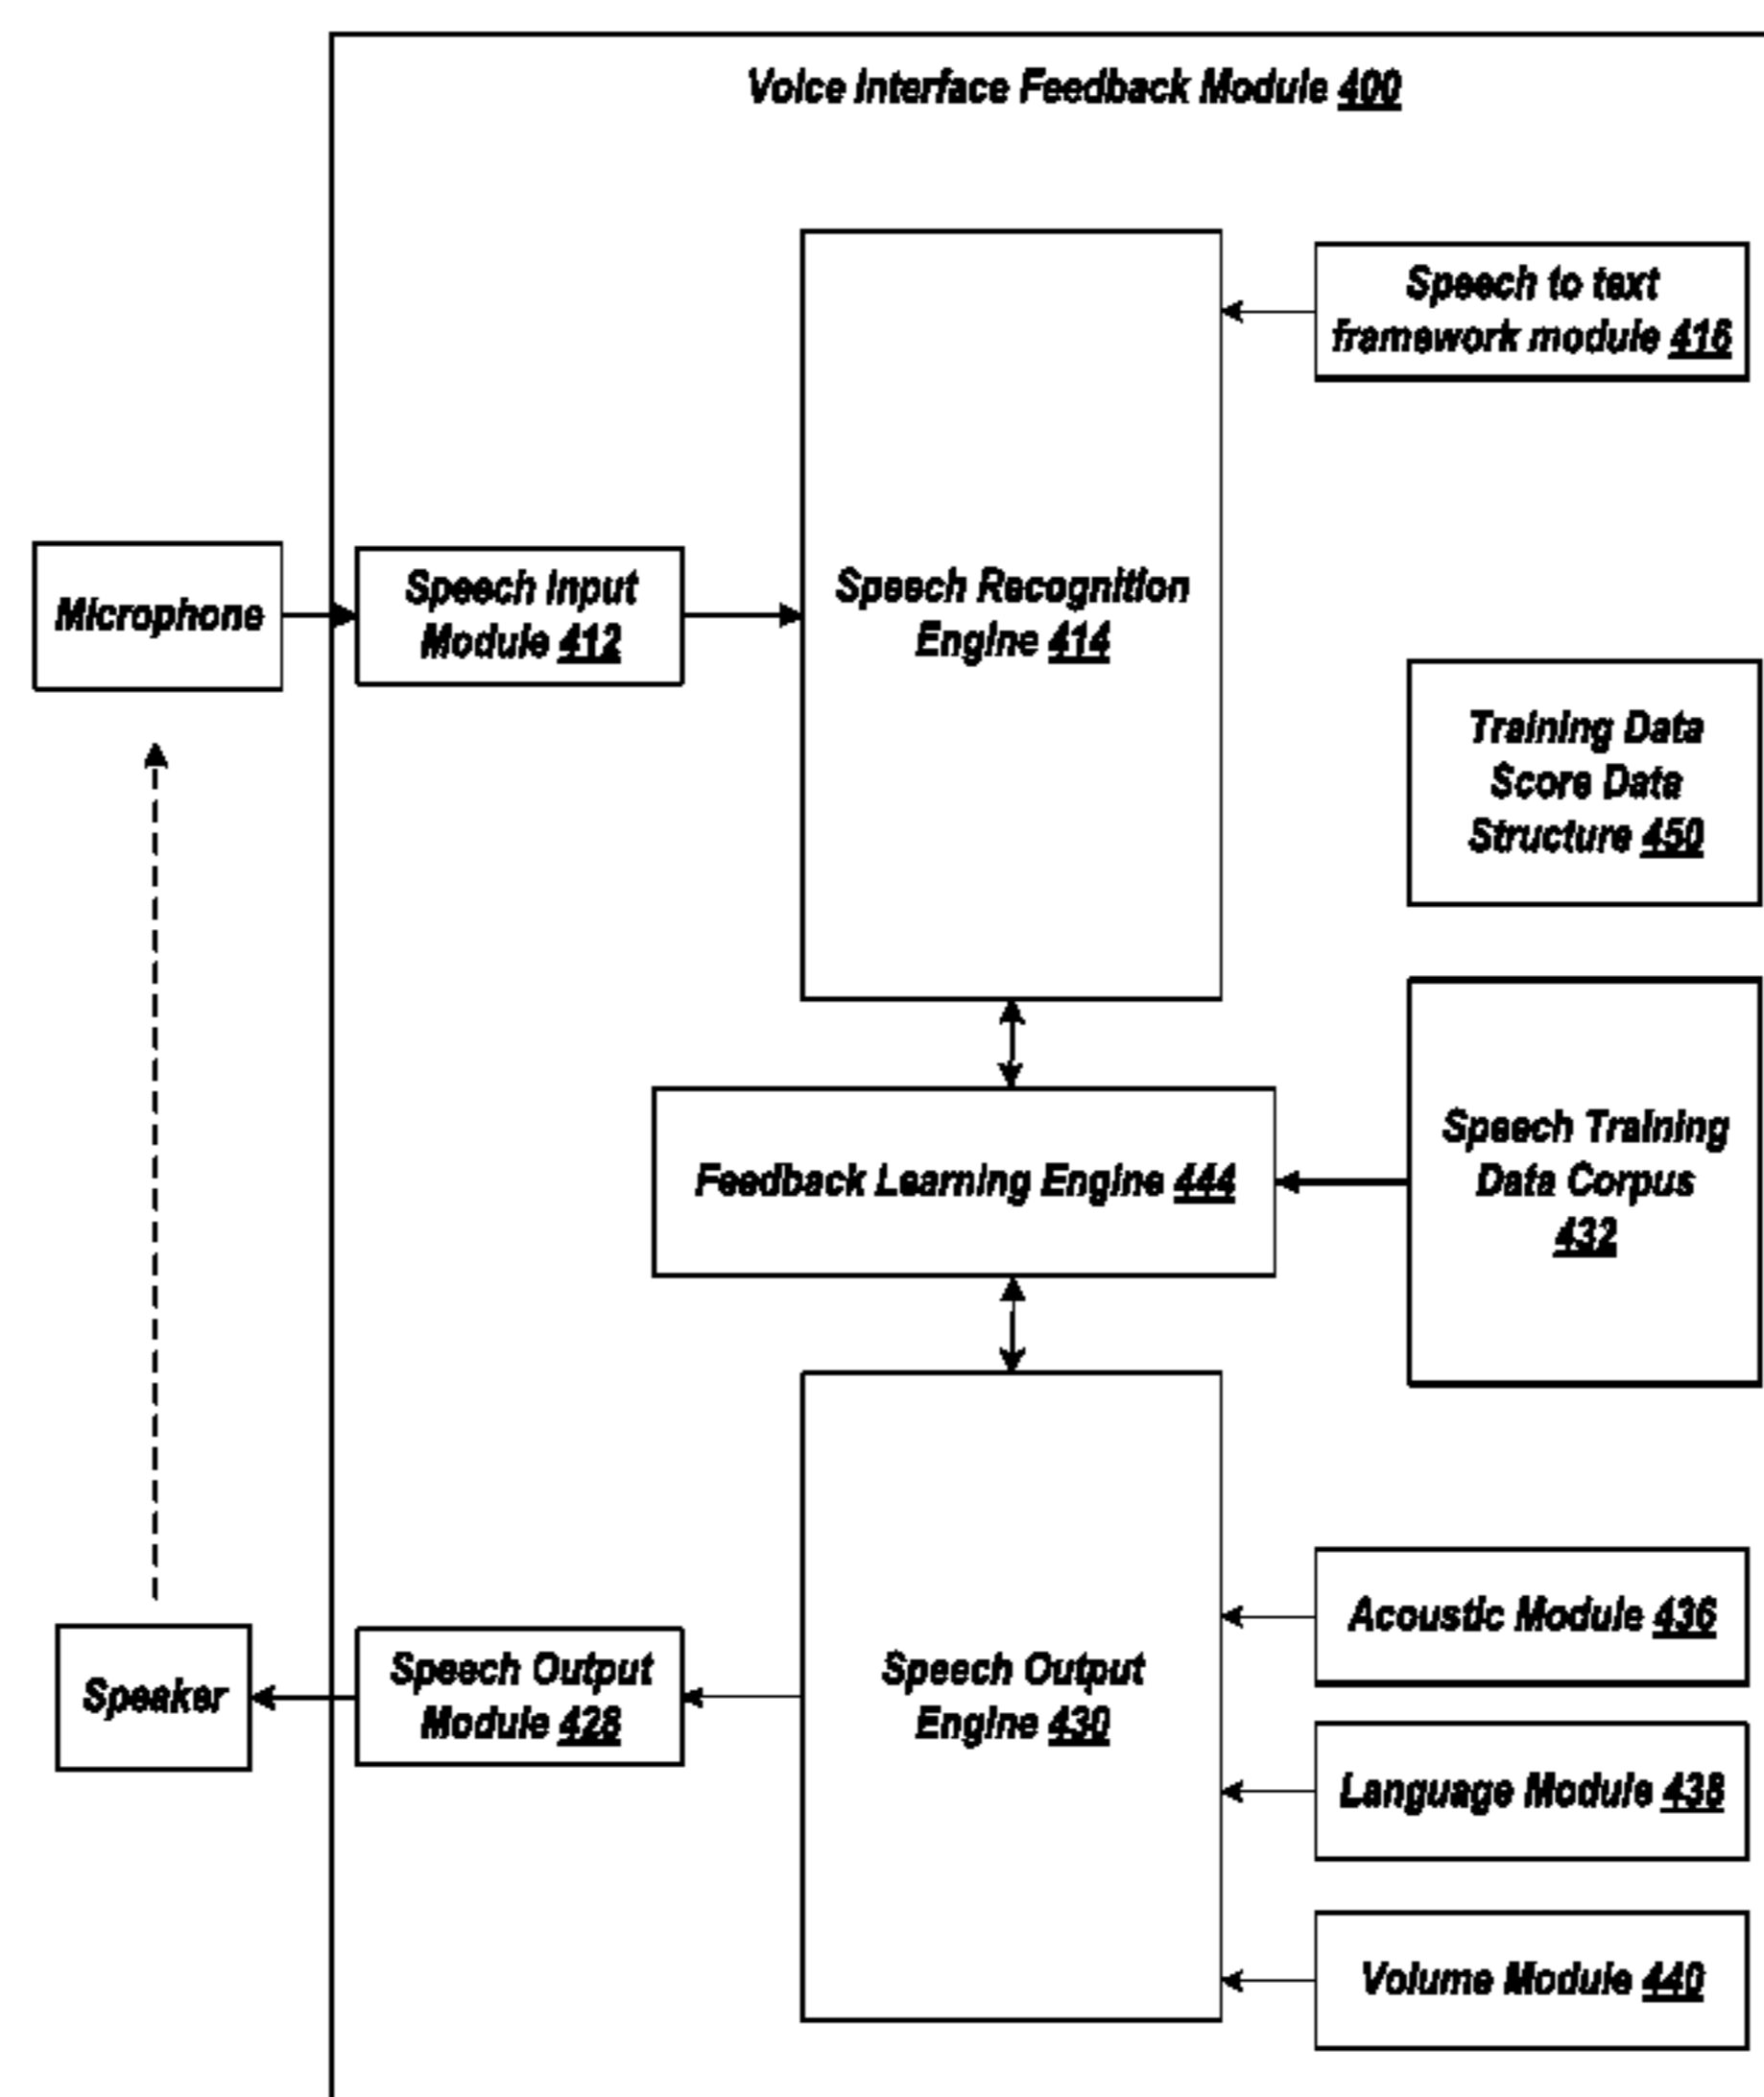 Voice Interface Feedback Module 400
Speech to text
framework module 416
Microphone
Speech Input
Module 412
Speech Recognition
Engine 414
Training Data
Score Data
Structure 450
Feedback Learning Engine 444
Speech Training
Data Corpus
432
Speaker
Speech Output
Module 428
Speech Output
Engine 430
Acoustic Module 436
Language Module 438
Volume Module 440